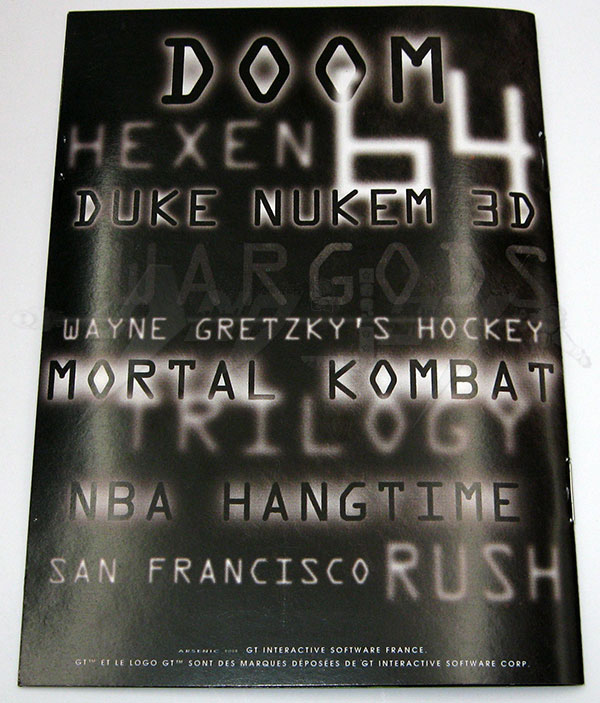 DOOM
HEXEN 64
DUKE NUKEM 3D
WARGODS
WAYNE GRETZKY'S HOCKEY
MORTAL KOMBAT
TRILOGY
NBA HANGTIME
SAN FRANCISCO RUSH
GT INTERACTIVE SOFTWARE FRANCE.
GT™ ET LE LOGO GT™ SONT DES MARQUES DÉPOSÉES DE GT INTERACTIVE SOFTWARE CORP.